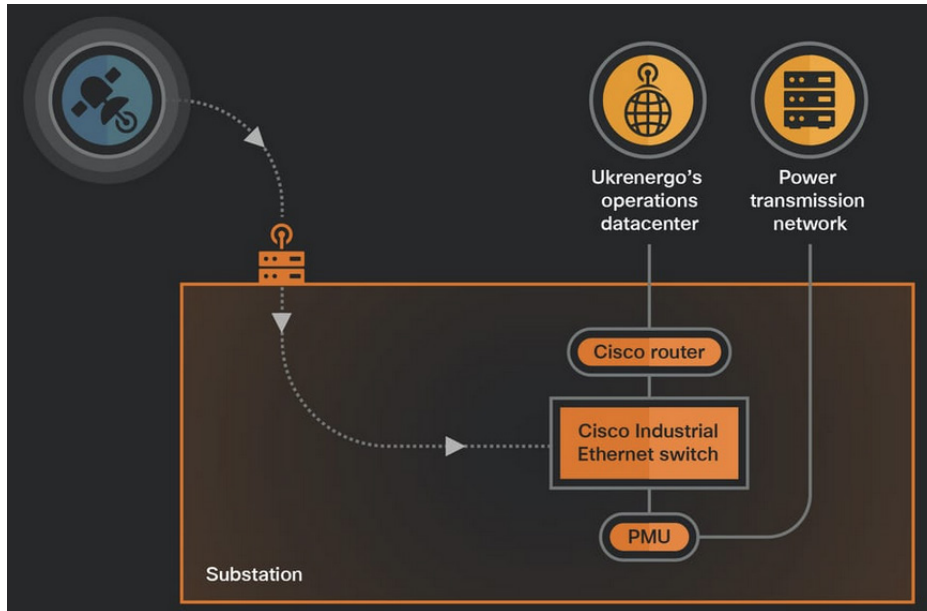 Ukrenergo's
operations
datacenter
Power
transmission
network
Cisco router
Cisco Industrial
Ethernet switch
PMU
Substation